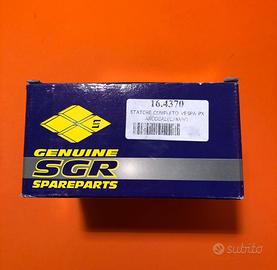 16.4370
STATORE COMPLETO VESPA PX
GENUINE
SGR
SPAREPARTS
subito